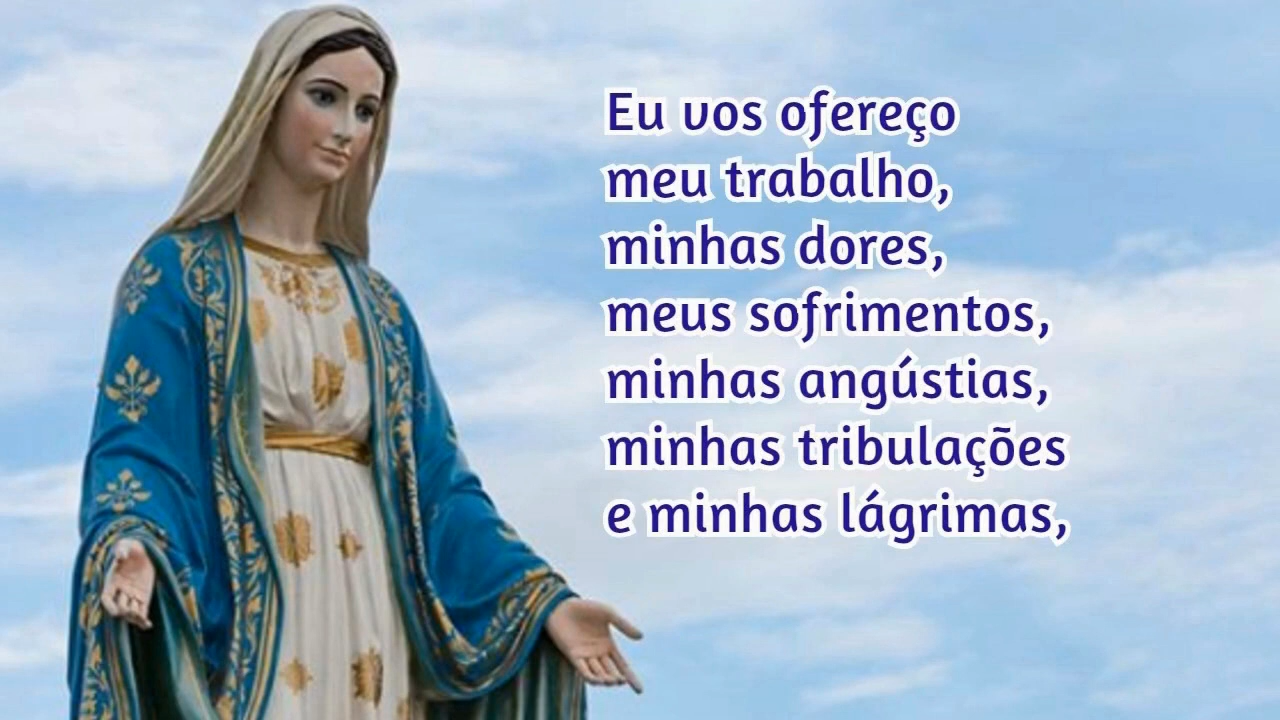 Eu vos ofereço
meu trabalho,
minhas dores,
meus sofrimentos,
minhas angústias,
minhas tribulações
e minhas lágrimas,